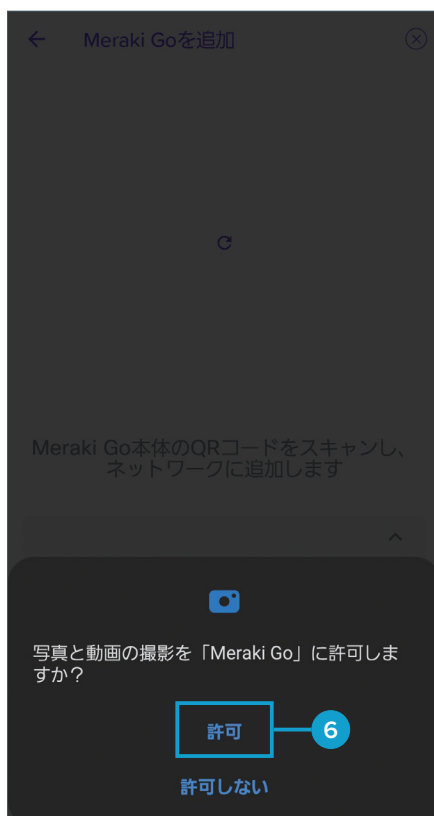 Meraki Goを追加
Meraki Go本体のQRコードをスキャンし、
ネットワークに追加します
写真と動画の撮影を「Meraki Go」に許可しま
すか？
許可
6
許可しない